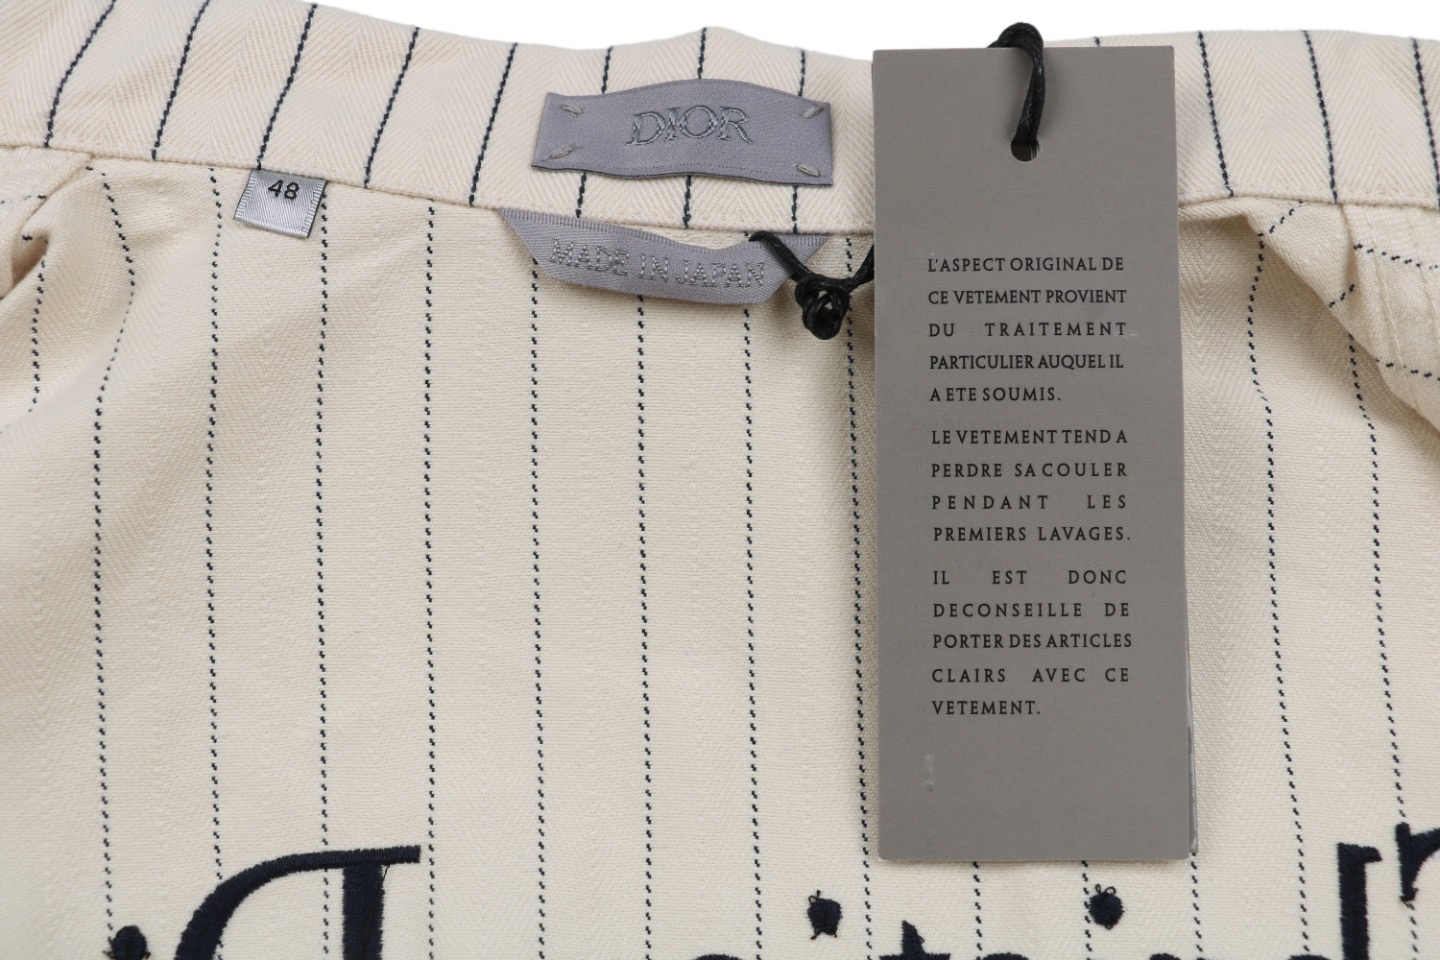 DIOR
48
MADE IN JAPAN
L'ASPECT ORIGINAL DE
CE VETEMENT PROVIENT
DU TRAITEMENT
PARTICULIER AUQUEL IL
A ETE SOUMIS.
LE VETEMENT TEND A
PERDRE SA COULER
PENDANT LES
PREMIERS LAVAGES.
IL EST DONC
DECONSEILLE DE
PORTER DES ARTICLES
CLAIRS AVEC CE
VETEMENT.